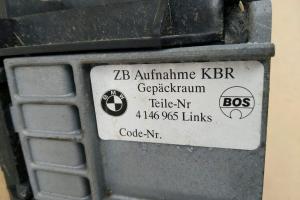 ZB Aufnahme KBR
Gepäckraum
BMW
Teile-Nr
BOS
4 146 965 Links
Code-Nr.